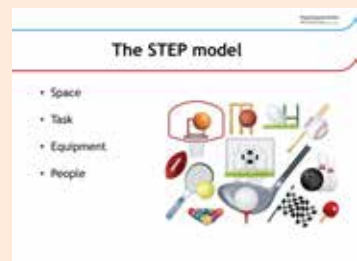 The STEP model
• Space
• Task
• Equipment
• People